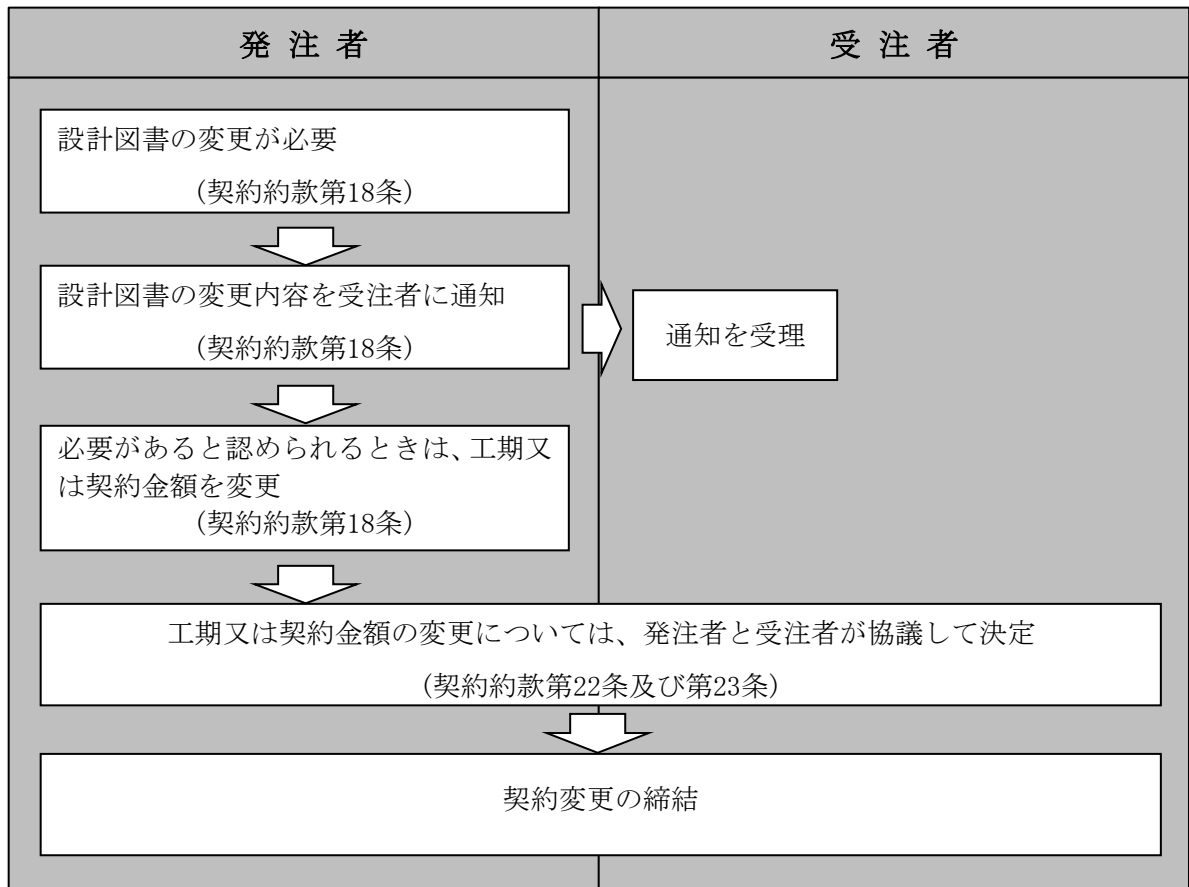 発 注 者
受 注 者
設計図書の変更が必要
（契約約款第18条）
設計図書の変更内容を受注者に通知
（契約約款第18条）
通知を受理
必要があると認められるときは、工期又
は契約金額を変更
（契約約款第18条）
工期又は契約金額の変更については、発注者と受注者が協議して決定
（契約約款第22条及び第23条）
契約変更の締結